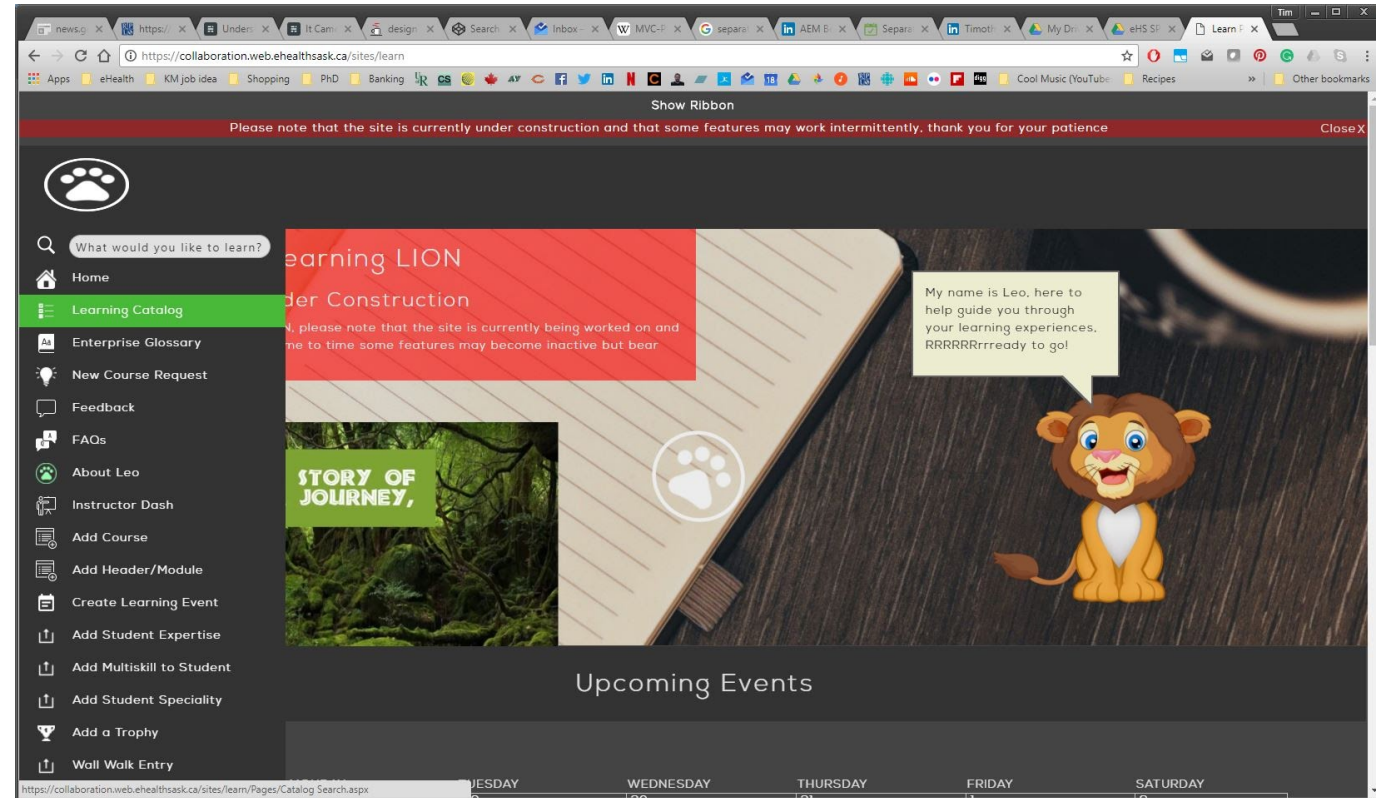 Tim
news.g
https://
Unders
It Cam
design
Search
Inbox -
W MVC-P
G separa
in AEM B
Separa
in Timoth
My Dri
eHS SP
Learn P
https://collaboration.web.ehealthsask.ca/sites/learn
Apps eHealth KM job idea Shopping PhD Banking Cool Music (YouTube Recipes » Other bookmarks
Show Ribbon
Please note that the site is currently under construction and that some features may work intermittently, thank you for your patience
Close X
What would you like to learn?
Home
Learning Catalog
Enterprise Glossary
New Course Request
Feedback
FAQs
About Leo
Instructor Dash
Add Course
Add Header/Module
Create Learning Event
Add Student Expertise
Add Multiskill to Student
Add Student Speciality
Add a Trophy
Wall Walk Entry
earning LION
der Construction
N, please note that the site is currently being worked on and
me to time some features may become inactive but bear
STORY OF
JOURNEY,
My name is Leo, here to
help guide you through
your learning experiences,
RRRRRRrrready to go!
Upcoming Events
TUESDAY WEDNESDAY THURSDAY FRIDAY SATURDAY
https://collaboration.web.ehealthsask.ca/sites/learn/Pages/Catalog Search.aspx